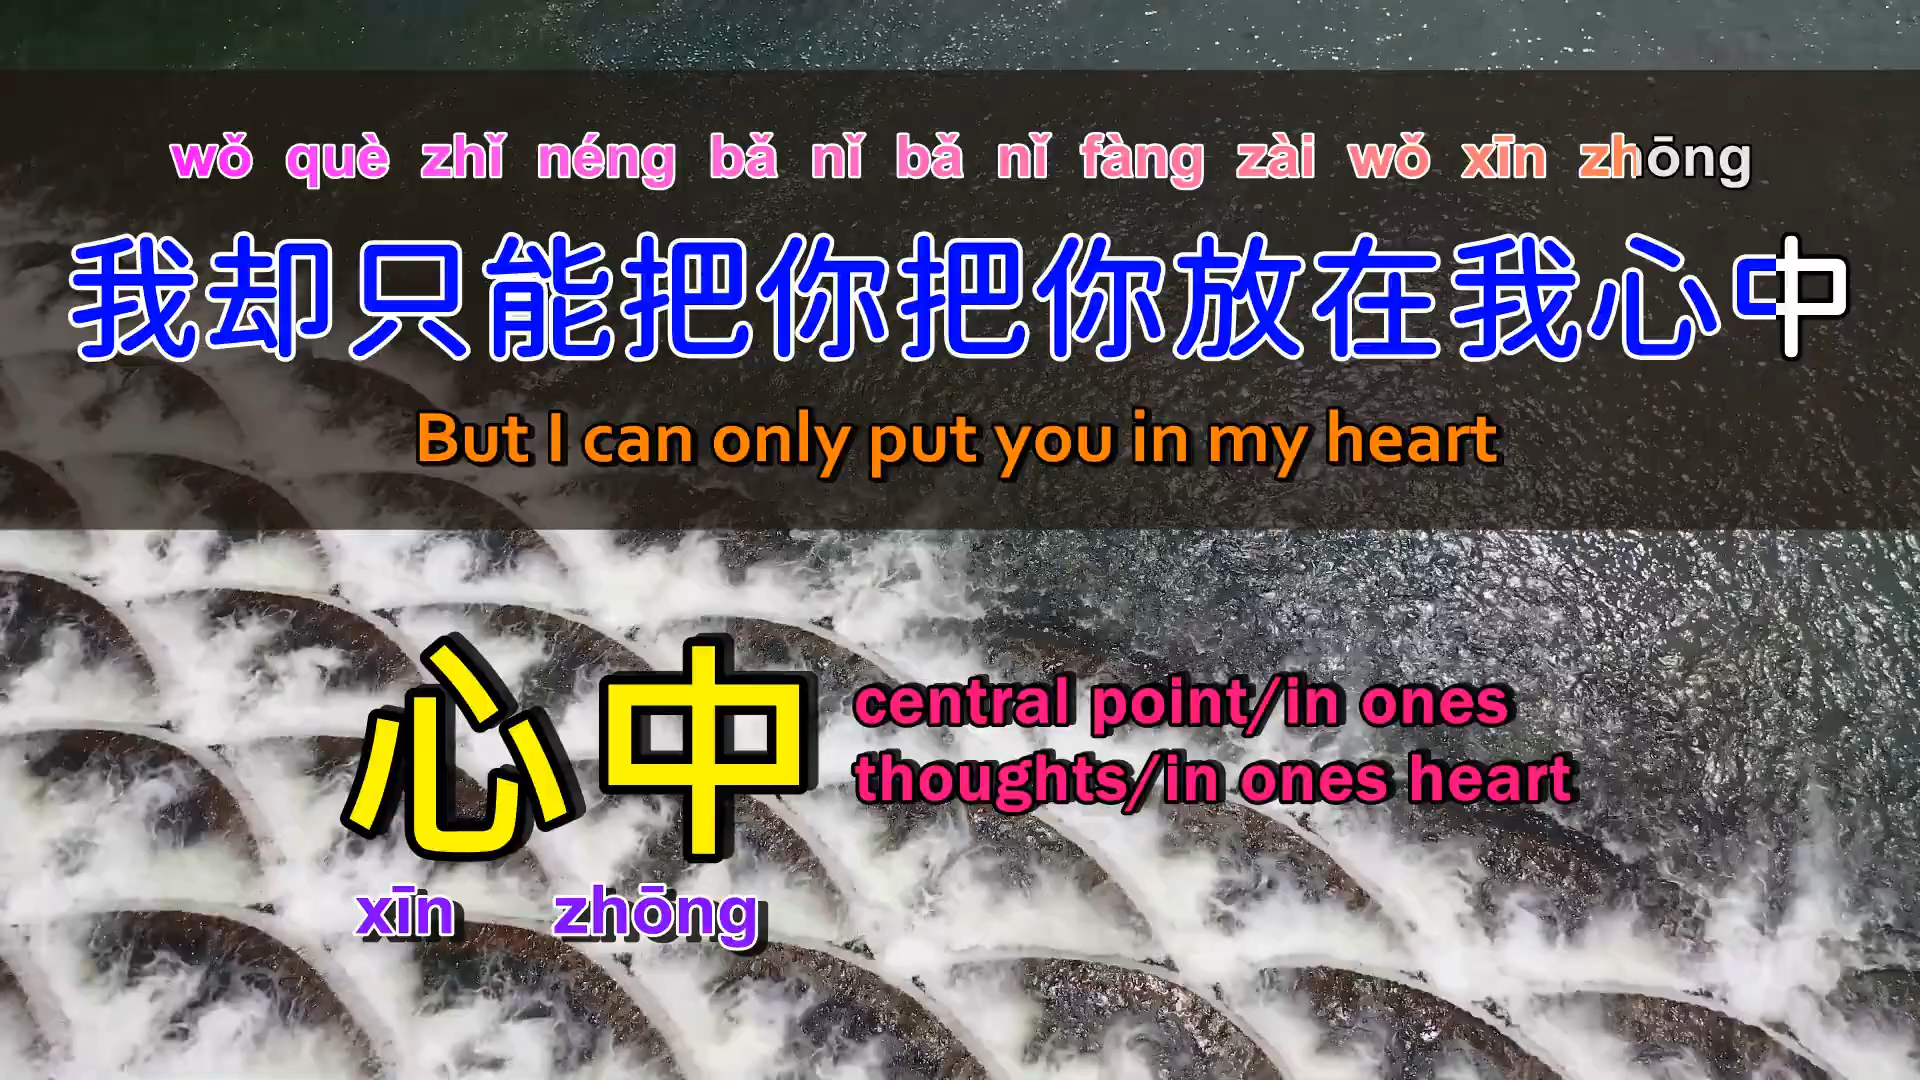 wǒ què zhǐ néng bǎ nǐ bǎ nǐ fàng zài wǒ xīn zhōng
我却只能把你把你放在我心中
But I can only put you in my heart
心中
central point/in ones
thoughts/in ones heart
xīn zhōng